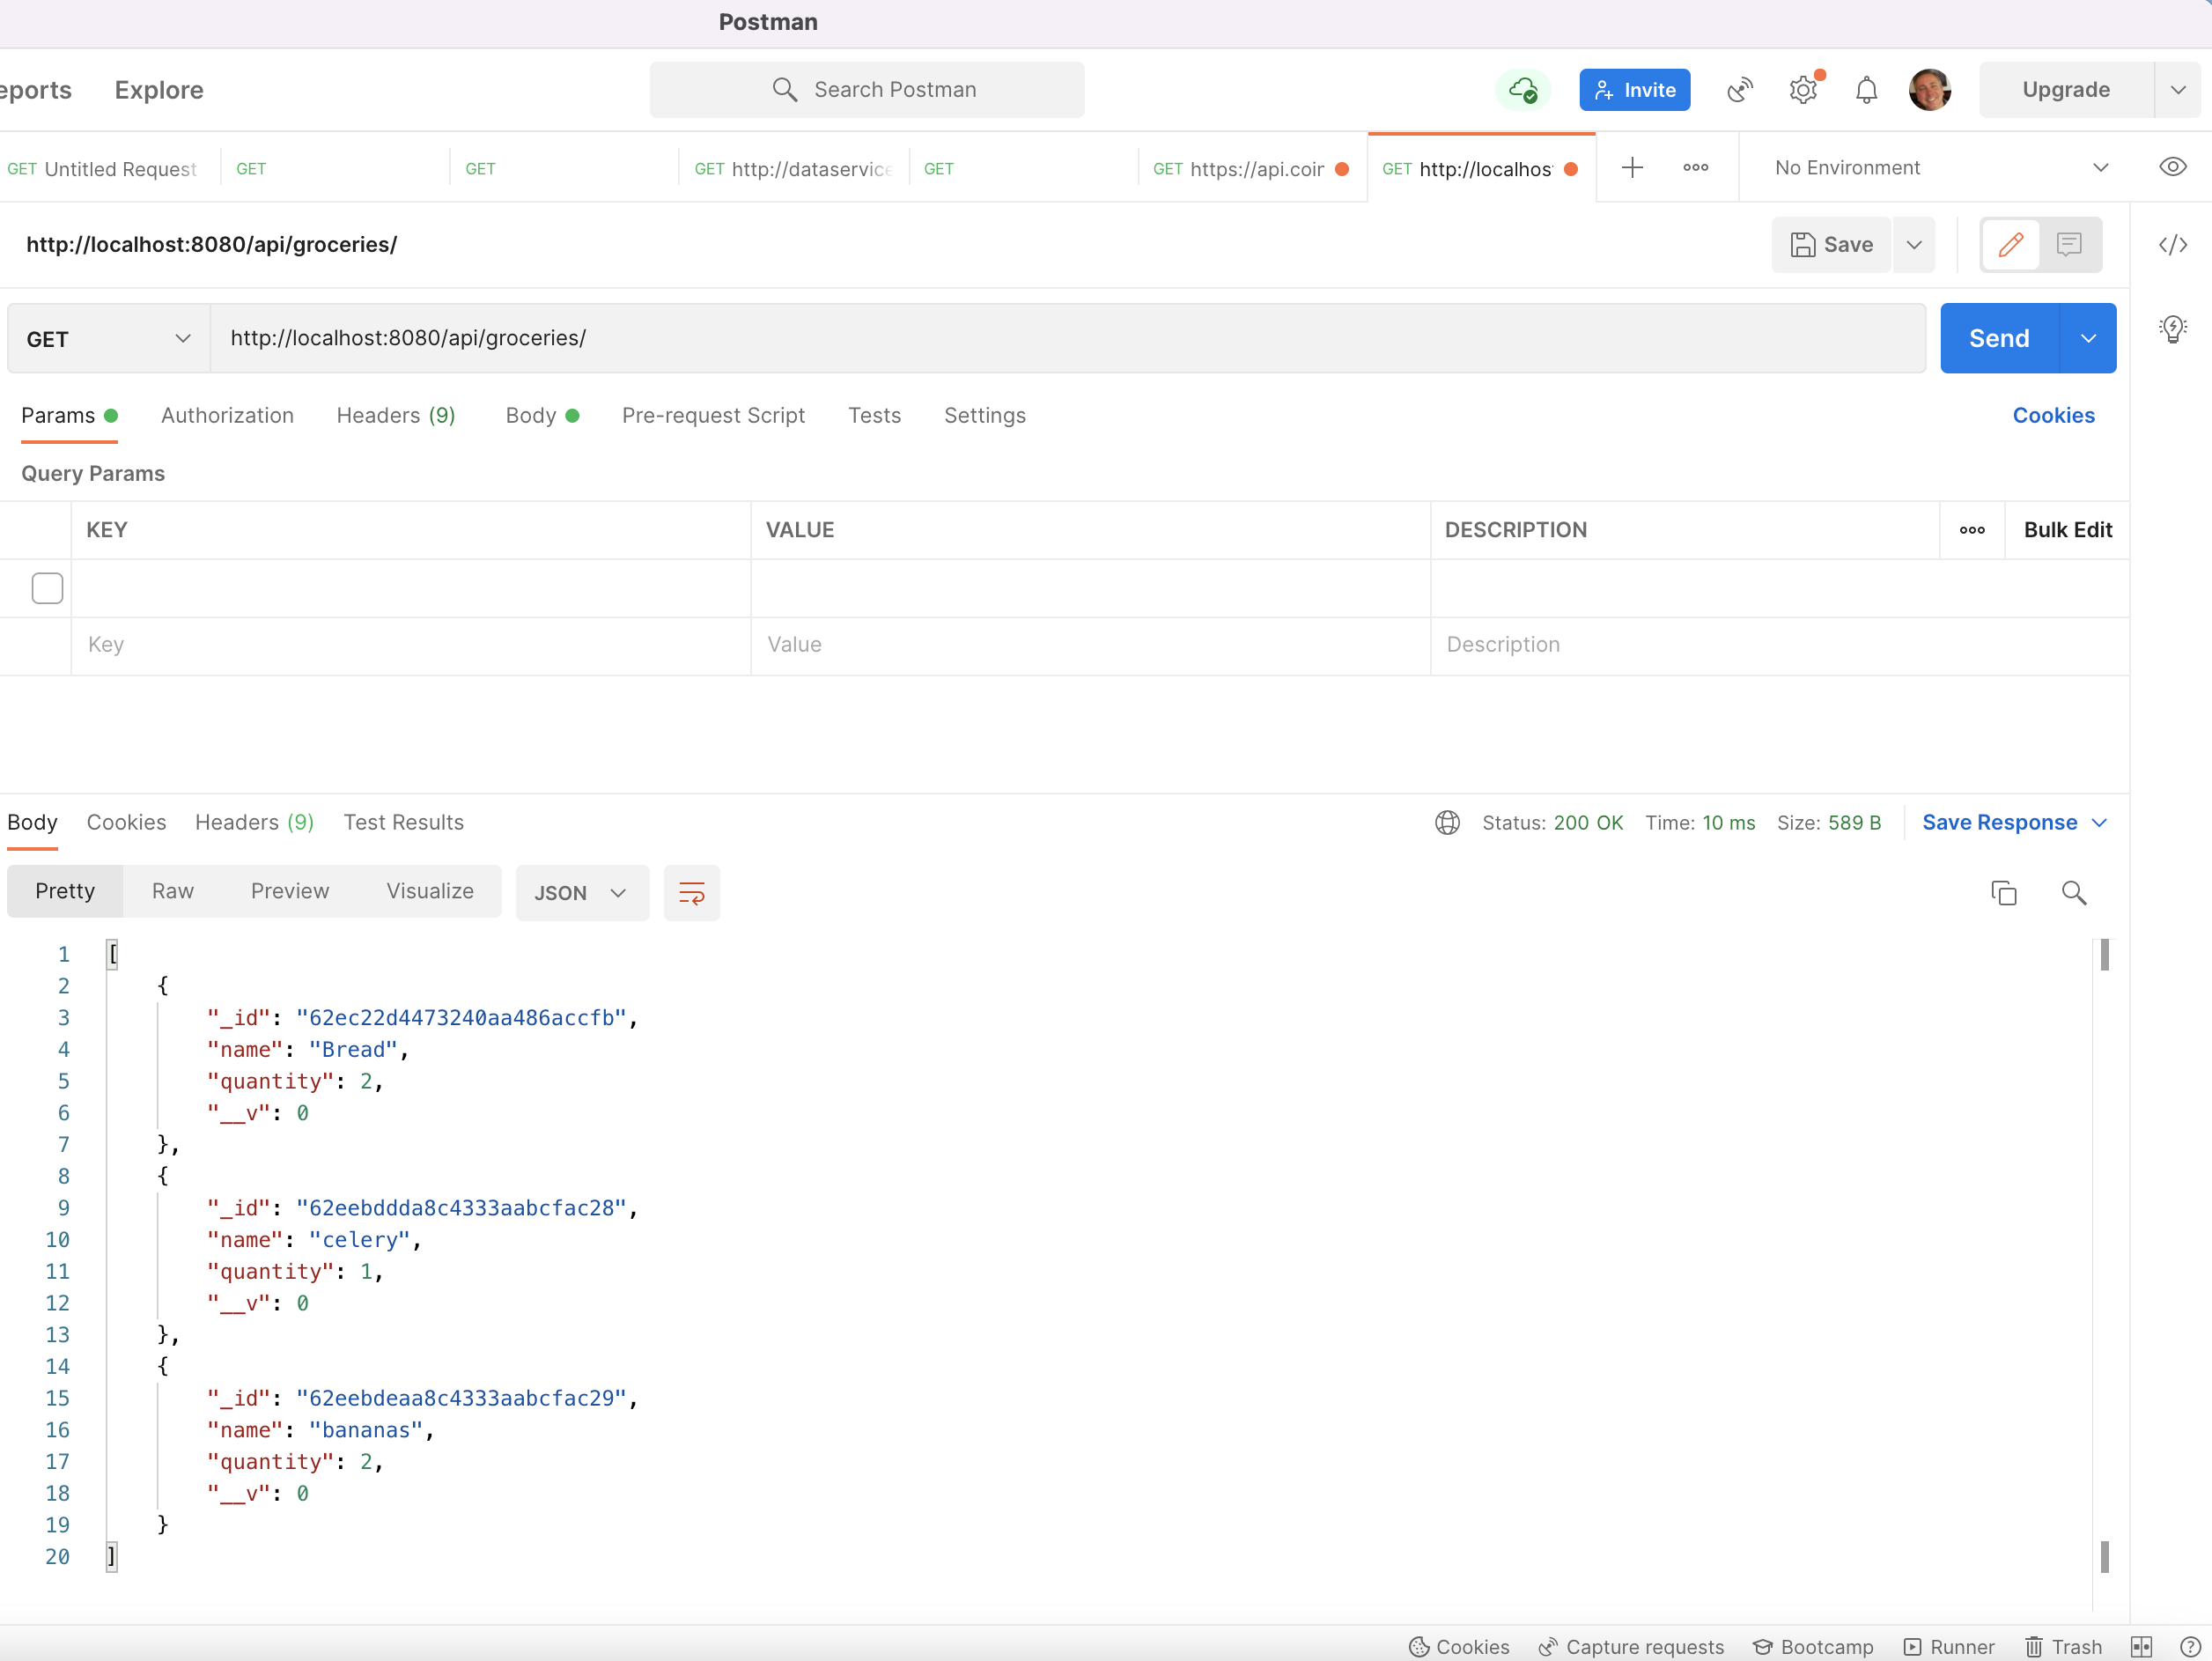 Postman
eports Explore Search Postman Invite Upgrade
GET Untitled Request GET GET GET http://dataservice GET GET https://api.coin GET http://localhos No Environment
http://localhost:8080/api/groceries/ Save
GET http://localhost:8080/api/groceries/ Send
Params Authorization Headers (9) Body Pre-request Script Tests Settings Cookies
Query Params
KEY VALUE DESCRIPTION Bulk Edit
Key Value Description
Body Cookies Headers (9) Test Results Status: 200 OK Time: 10 ms Size: 589 B Save Response
Pretty Raw Preview Visualize JSON
1 [
2 {
3 "_id": "62ec22d4473240aa486accfb",
4 "name": "Bread",
5 "quantity": 2,
6 "__v": 0
7 },
8 {
9 "_id": "62eebddda8c4333aabcfac28",
10 "name": "celery",
11 "quantity": 1,
12 "__v": 0
13 },
14 {
15 "_id": "62eebdeaa8c4333aabcfac29",
16 "name": "bananas",
17 "quantity": 2,
18 "__v": 0
19 }
20 ]
Cookies Capture requests Bootcamp Runner Trash